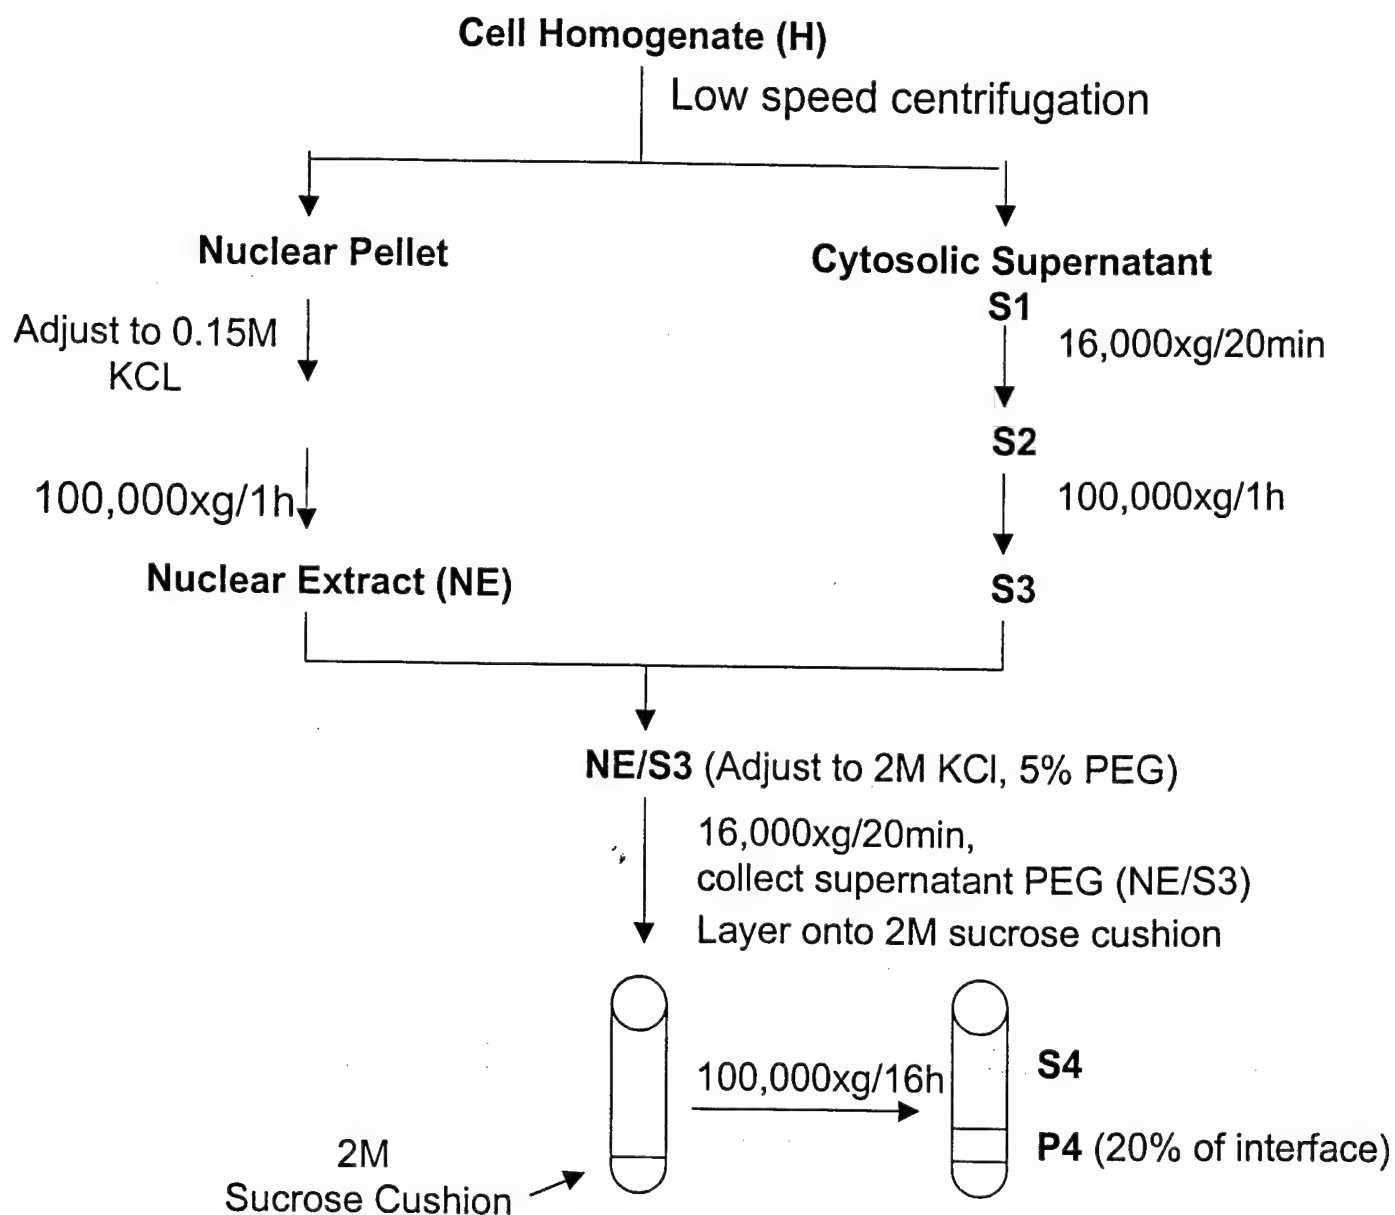 Cell Homogenate (H)
Low speed centrifugation
Nuclear Pellet
Cytosolic Supernatant
S1
Adjust to 0.15M
KCL
16,000xg/20min
S2
100,000xg/1h
100,000xg/1h
Nuclear Extract (NE)
S3
NE/S3 (Adjust to 2M KCl, 5% PEG)
16,000xg/20min,
collect supernatant PEG (NE/S3)
Layer onto 2M sucrose cushion
100,000xg/16h
S4
P4 (20% of interface)
2M
Sucrose Cushion